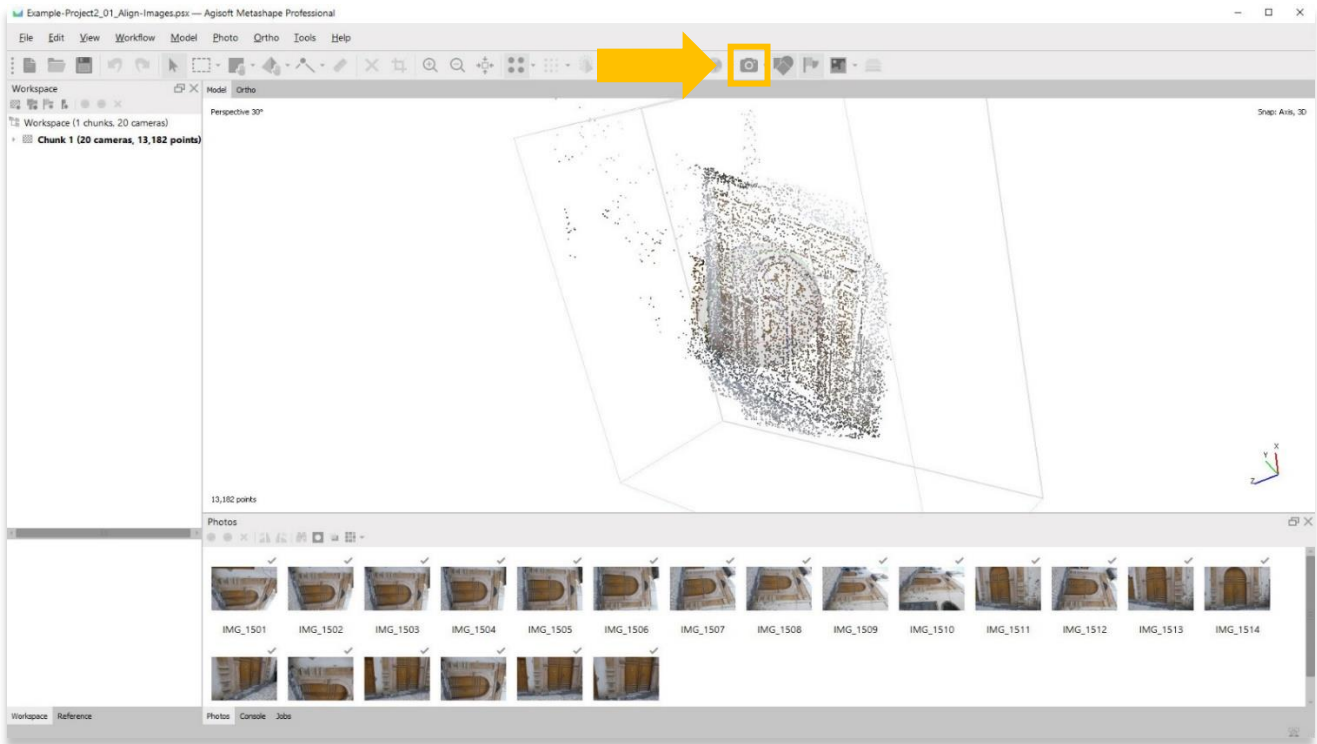 Example-Project2_01_Align-Images.psx — Agisoft Metashape Professional
File Edit View Workflow Model Photo Ortho Tools Help
Workspace
Model Ortho
Perspective 30°
Snap: Axis, 3D
Workspace (1 chunks, 20 cameras)
Chunk 1 (20 cameras, 13,182 points)
X
Y
Z
13,182 points
Photos
IMG_1501 IMG_1502 IMG_1503 IMG_1504 IMG_1505 IMG_1506 IMG_1507 IMG_1508 IMG_1509 IMG_1510 IMG_1511 IMG_1512 IMG_1513 IMG_1514
Workspace Reference
Photos Console Jobs